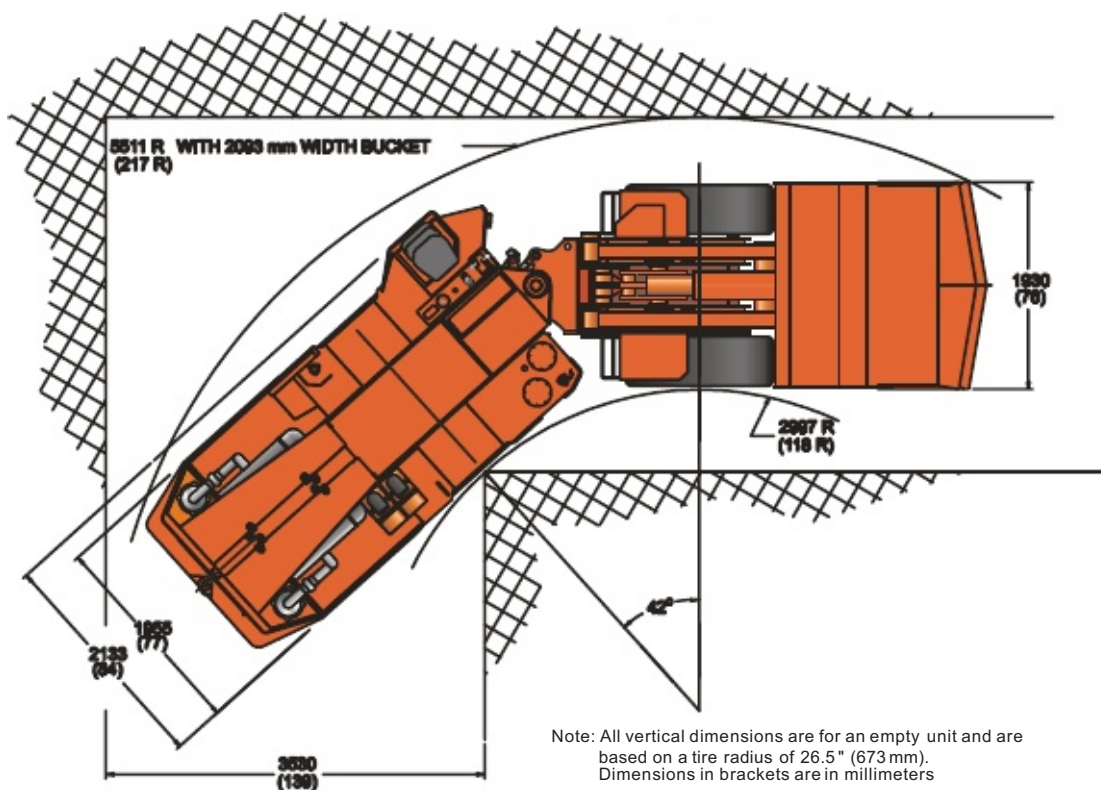 5511 R WITH 2093 mm WIDTH BUCKET
(217 R)
1930
(76)
2997 R
(118 R)
42°
1955
(77)
2133
(84)
3530
(139)
Note: All vertical dimensions are for an empty unit and are
based on a tire radius of 26.5" (673 mm).
Dimensions in brackets are in millimeters